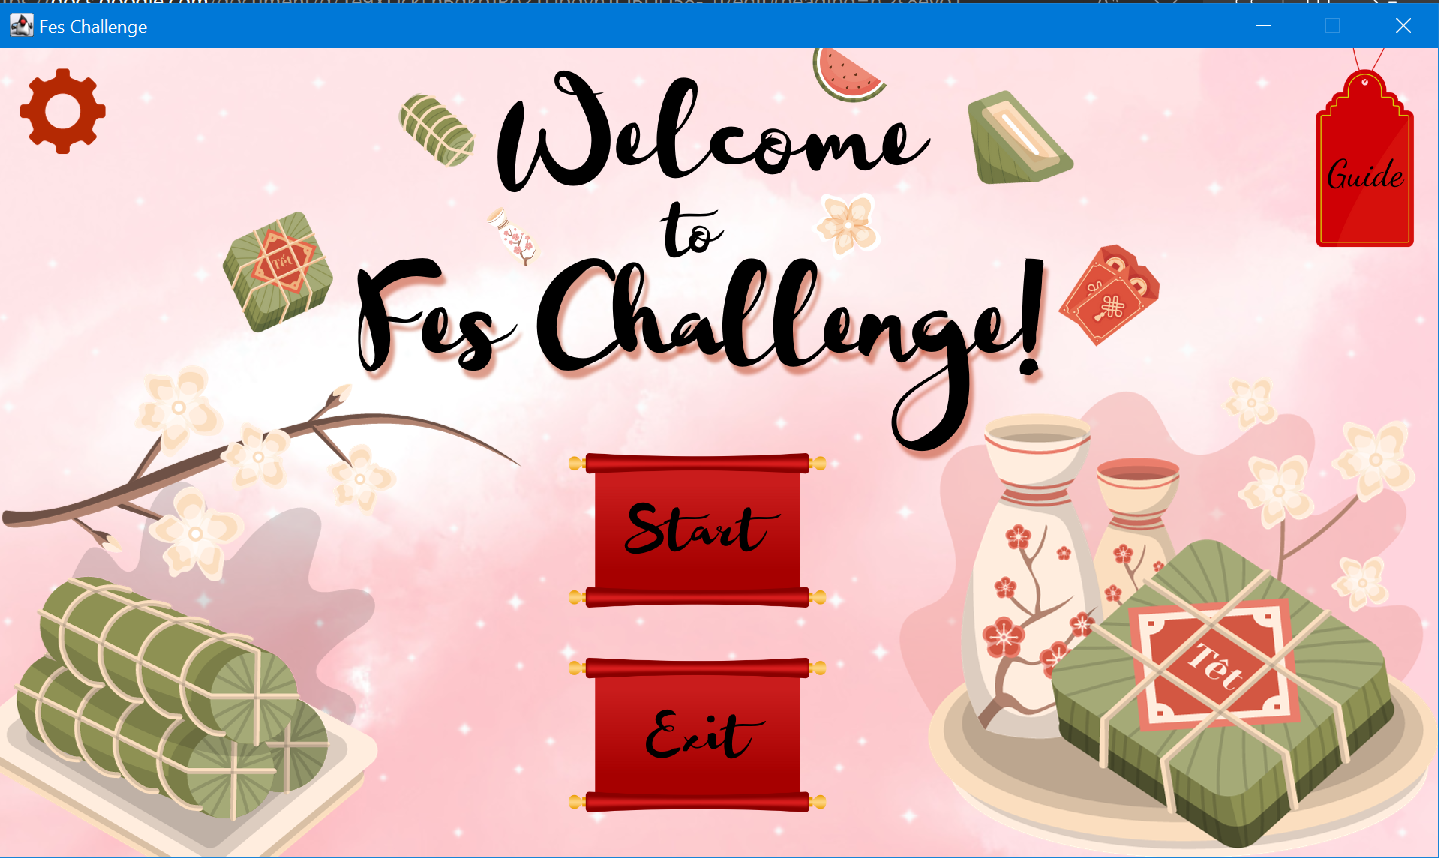 Fes Challenge
Welcome
to
Fes Challenge!
Guide
Tết
Start
Exit
Tết